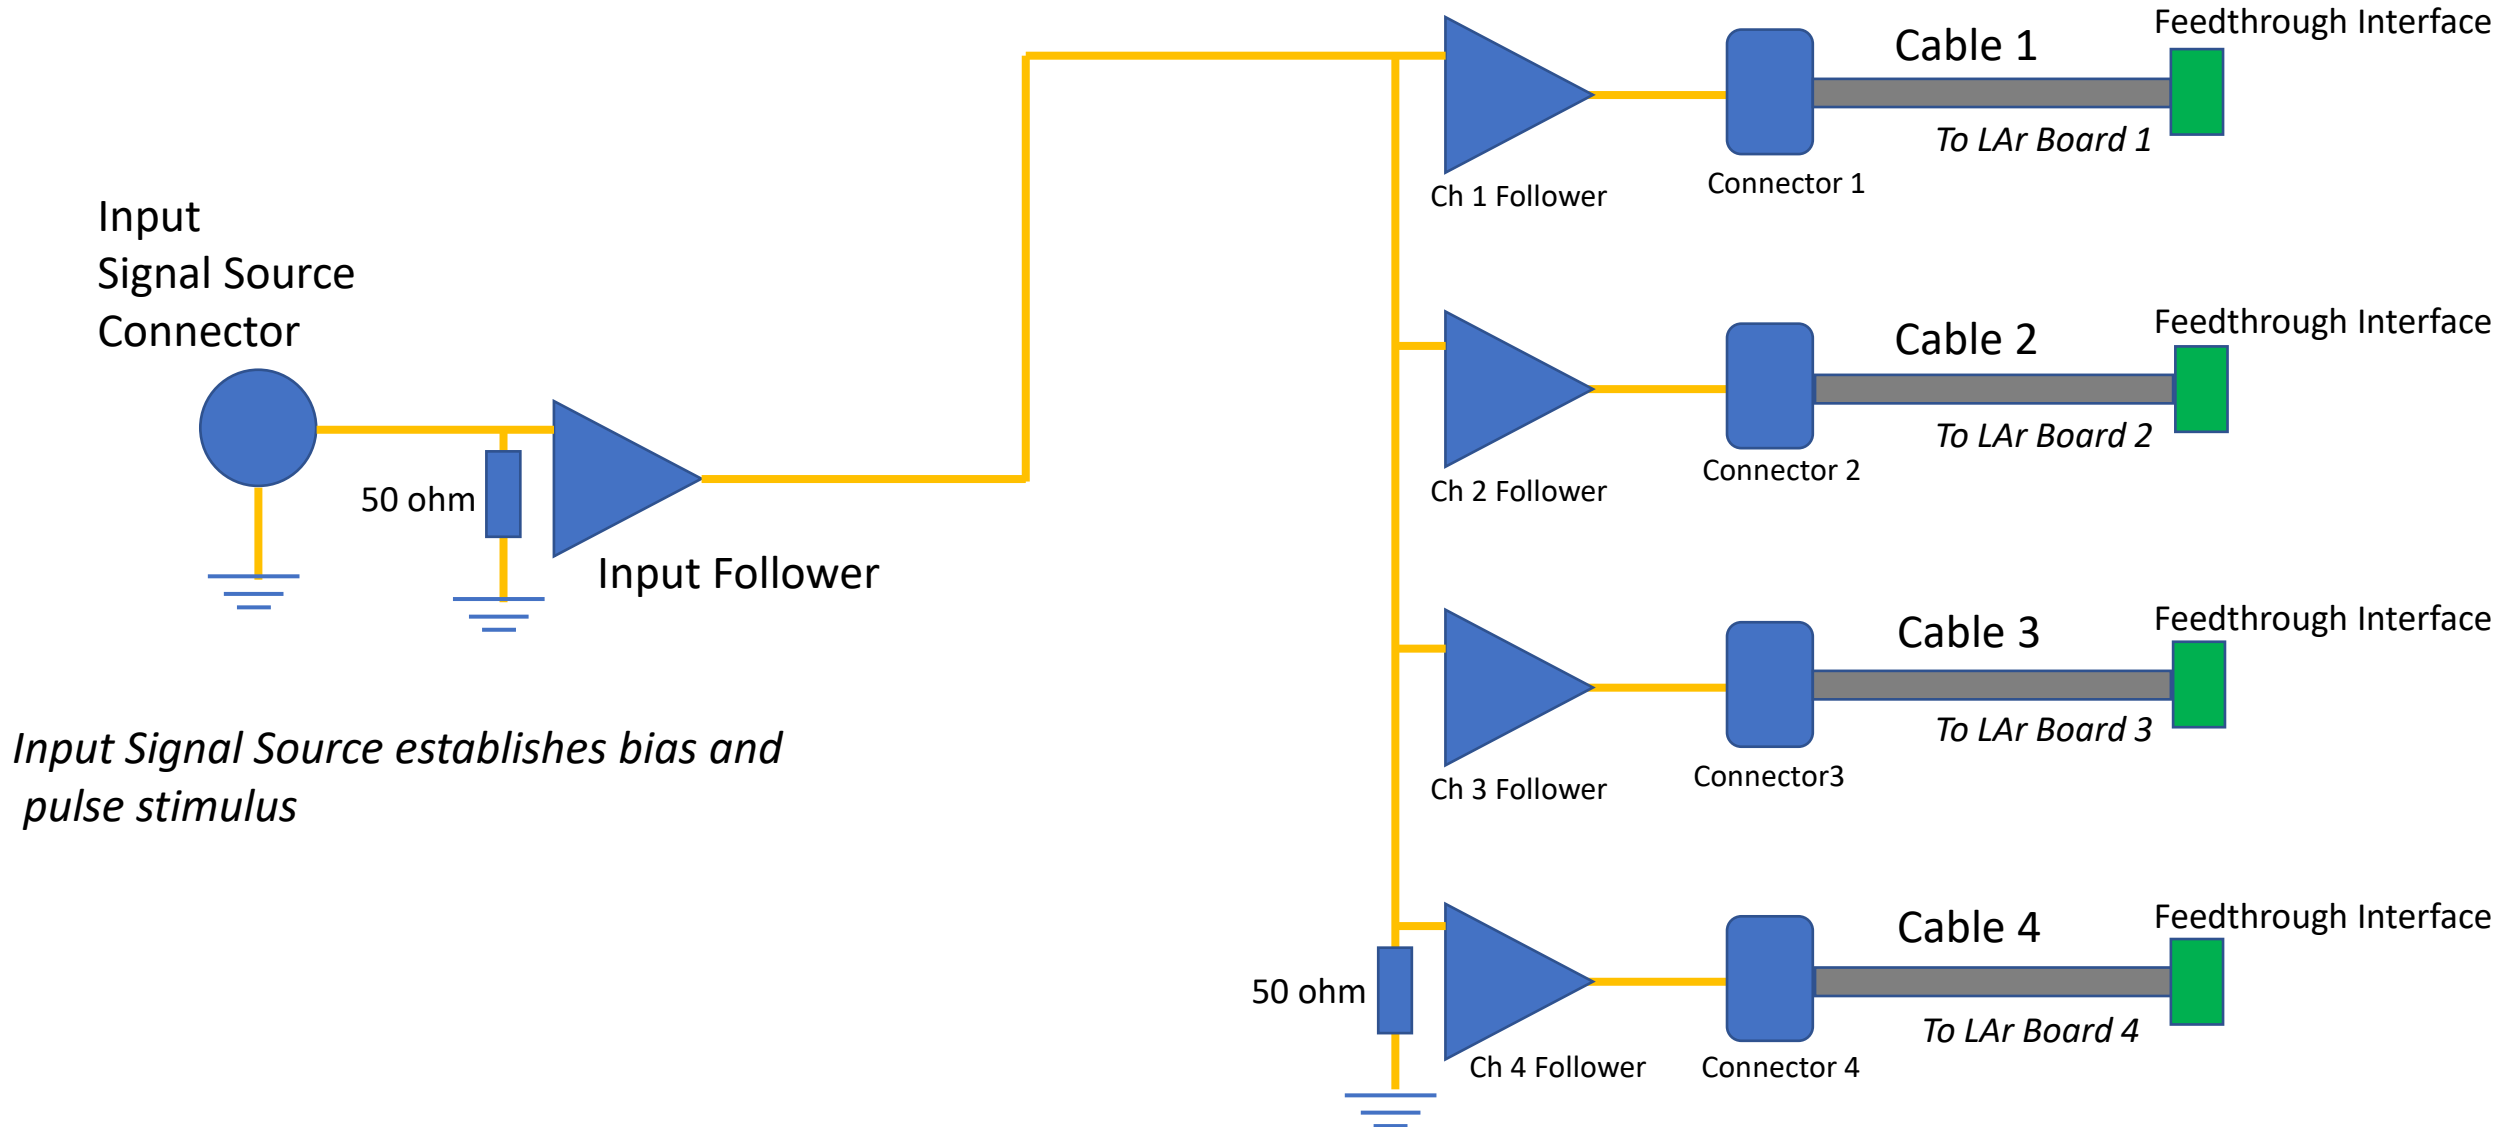 Input
Signal Source
Connector
50 ohm
Input Follower
Input Signal Source establishes bias and
pulse stimulus
Ch 1 Follower
Connector 1
Cable 1
To LAr Board 1
Feedthrough Interface
Ch 2 Follower
Connector 2
Cable 2
To LAr Board 2
Feedthrough Interface
Ch 3 Follower
Connector3
Cable 3
To LAr Board 3
Feedthrough Interface
50 ohm
Ch 4 Follower
Connector 4
Cable 4
To LAr Board 4
Feedthrough Interface